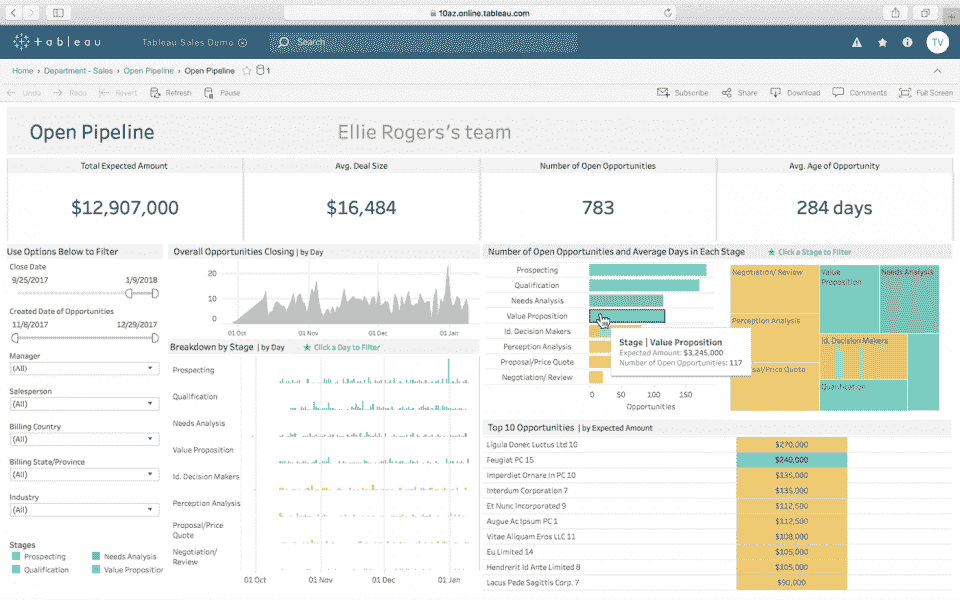 10az.online.tableau.com
tableau
Tableau Sales Demo
Search
TV
Home › Department - Sales › Open Pipeline › Open Pipeline 1
Undo Redo Revert Refresh Pause Subscribe Share Download Comments Full Screen
Open Pipeline Ellie Rogers's team
Total Expected Amount
$12,907,000
Avg. Deal Size
$16,484
Number of Open Opportunities
783
Avg. Age of Opportunity
284 days
Use Options Below to Filter
Close Date
9/25/2017 1/9/2018
Created Date of Opportunities
11/8/2017 12/29/2017
Manager
(All)
Salesperson
(All)
Billing Country
(All)
Billing State/Province
(All)
Industry
(All)
Stages
Prospecting Needs Analysis
Qualification Value Proposition
Overall Opportunities Closing | by Day
20
10
0
01 Oct 01 Nov 01 Dec 01 Jan
Breakdown by Stage | by Day Click a Day to Filter
Prospecting
Qualification
Needs Analysis
Value Proposition
Id. Decision Makers
Perception Analysis
Proposal/Price
Quote
Negotiation/
Review
01 Oct 01 Nov 01 Dec 01 Jan
Number of Open Opportunities and Average Days in Each Stage Click a Stage to Filter
Prospecting
Qualification
Needs Analysis
Value Proposition
Id. Decision Makers
Perception Analysis
Proposal/Price Quote
Negotiation/ Review
0 50 100 150
Opportunities
Stage | Value Proposition
Expected Amount: $3,245,000
Number of Open Opportunities: 117
Negotiation/ Review
Perception Analysis
osal/Price Quote
Value
Proposition
Needs Analysis
Id. Decision Makers
Qualification
Top 10 Opportunities | by Expected Amount
Ligula Donec Luctus Ltd 10 $270,000
Feugiat PC 15 $240,000
Imperdiet Ornare In PC 10 $135,000
Interdum Corporation 7 $135,000
Et Nunc Incorporated 9 $112,500
Augue Ac Ipsum PC 1 $112,500
Vitae Aliquam Eros LLC 11 $108,000
Eu Limited 14 $105,000
Hendrerit Id Ante Limited 8 $105,000
Lacus Pede Sagittis Corp. 7 $90,000